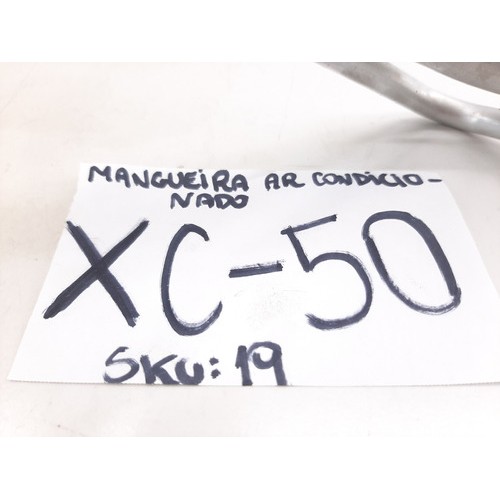 MANGUEIRA AR CONDICIO-
NADO
XC-50
SKU: 19